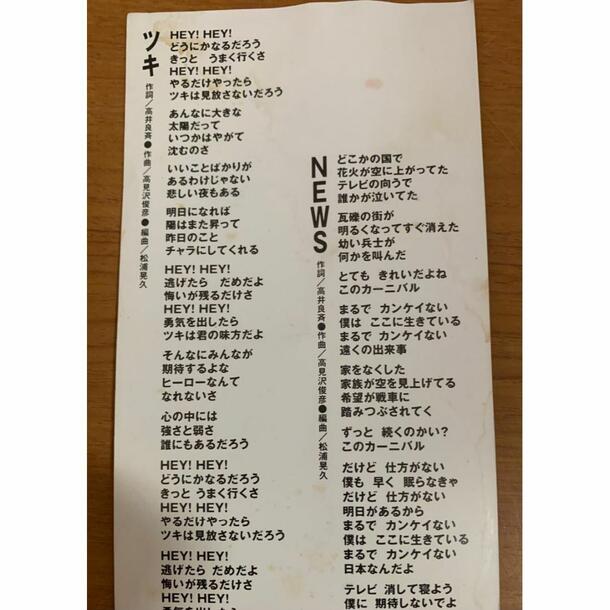 ツキ
作詞/高井良斉●作曲/高見沢俊彦●編曲/松浦晃久
HEY! HEY!
どうにかなるだろう
きっと うまく行くさ
HEY! HEY!
やるだけやったら
ツキは見放さないだろう
あんなに大きな
太陽だって
いつかはやがて
沈むのさ
いいことばかりが
あるわけじゃない
悲しい夜もある
明日になれば
陽はまた昇って
昨日のこと
チャラにしてくれる
HEY! HEY!
逃げたら だめだよ
悔いが残るだけさ
HEY! HEY!
勇気を出したら
ツキは君の味方だよ
そんなにみんなが
期待するよな
ヒーローなんて
なれないさ
心の中には
強さと弱さ
誰にもあるだろう
HEY! HEY!
どうにかなるだろう
きっと うまく行くさ
HEY! HEY!
やるだけやったら
ツキは見放さないだろう
HEY! HEY!
逃げたら だめだよ
悔いが残るだけさ
HEY! HEY!
勇気を出したら
NEWS
作詞/高井良斉●作曲/高見沢俊彦●編曲/松浦晃久
どこかの国で
花火が空に上がってた
テレビの向うで
誰かが泣いてた
瓦礫の街が
明るくなってすぐ消えた
幼い兵士が
何かを叫んだ
とても きれいだよね
このカーニバル
まるで カンケイない
僕は ここに生きている
まるで カンケイない
遠くの出来事
家をなくした
家族が空を見上げてる
希望が戦車に
踏みつぶされてく
ずっと 続くのかい?
このカーニバル
だけど 仕方がない
僕も 早く 眠らなきゃ
だけど 仕方がない
明日があるから
まるで カンケイない
僕は ここに生きている
まるで カンケイない
日本なんだよ
テレビ 消して寝よう
僕に 期待しないでよ